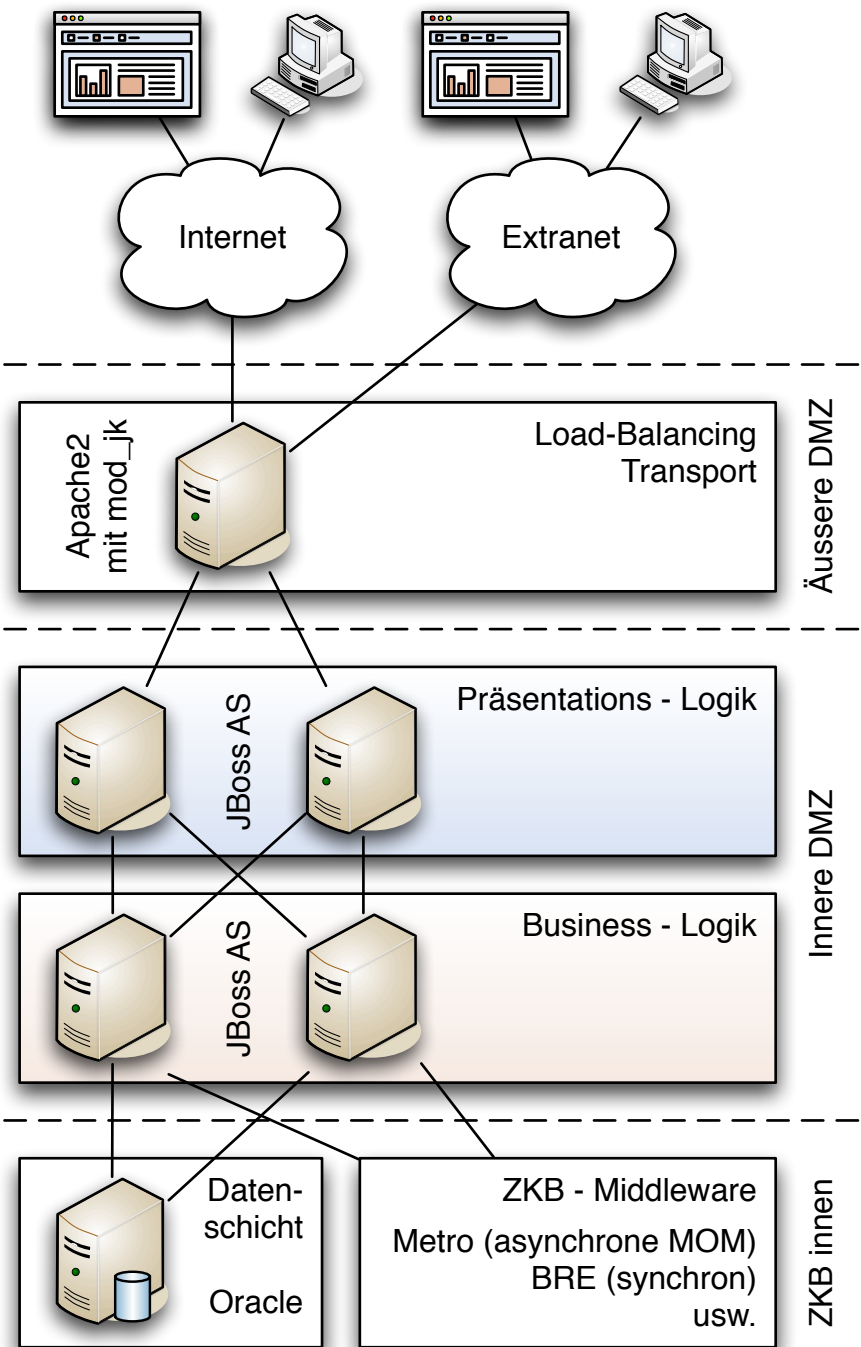 Internet
Extranet
Apache2
mit mod_jk
Load-Balancing
Transport
Äussere DMZ
JBoss AS
Präsentations - Logik
Innere DMZ
JBoss AS
Business - Logik
Daten-
schicht
Oracle
ZKB - Middleware
Metro (asynchrone MOM)
BRE (synchron)
usw.
ZKB innen